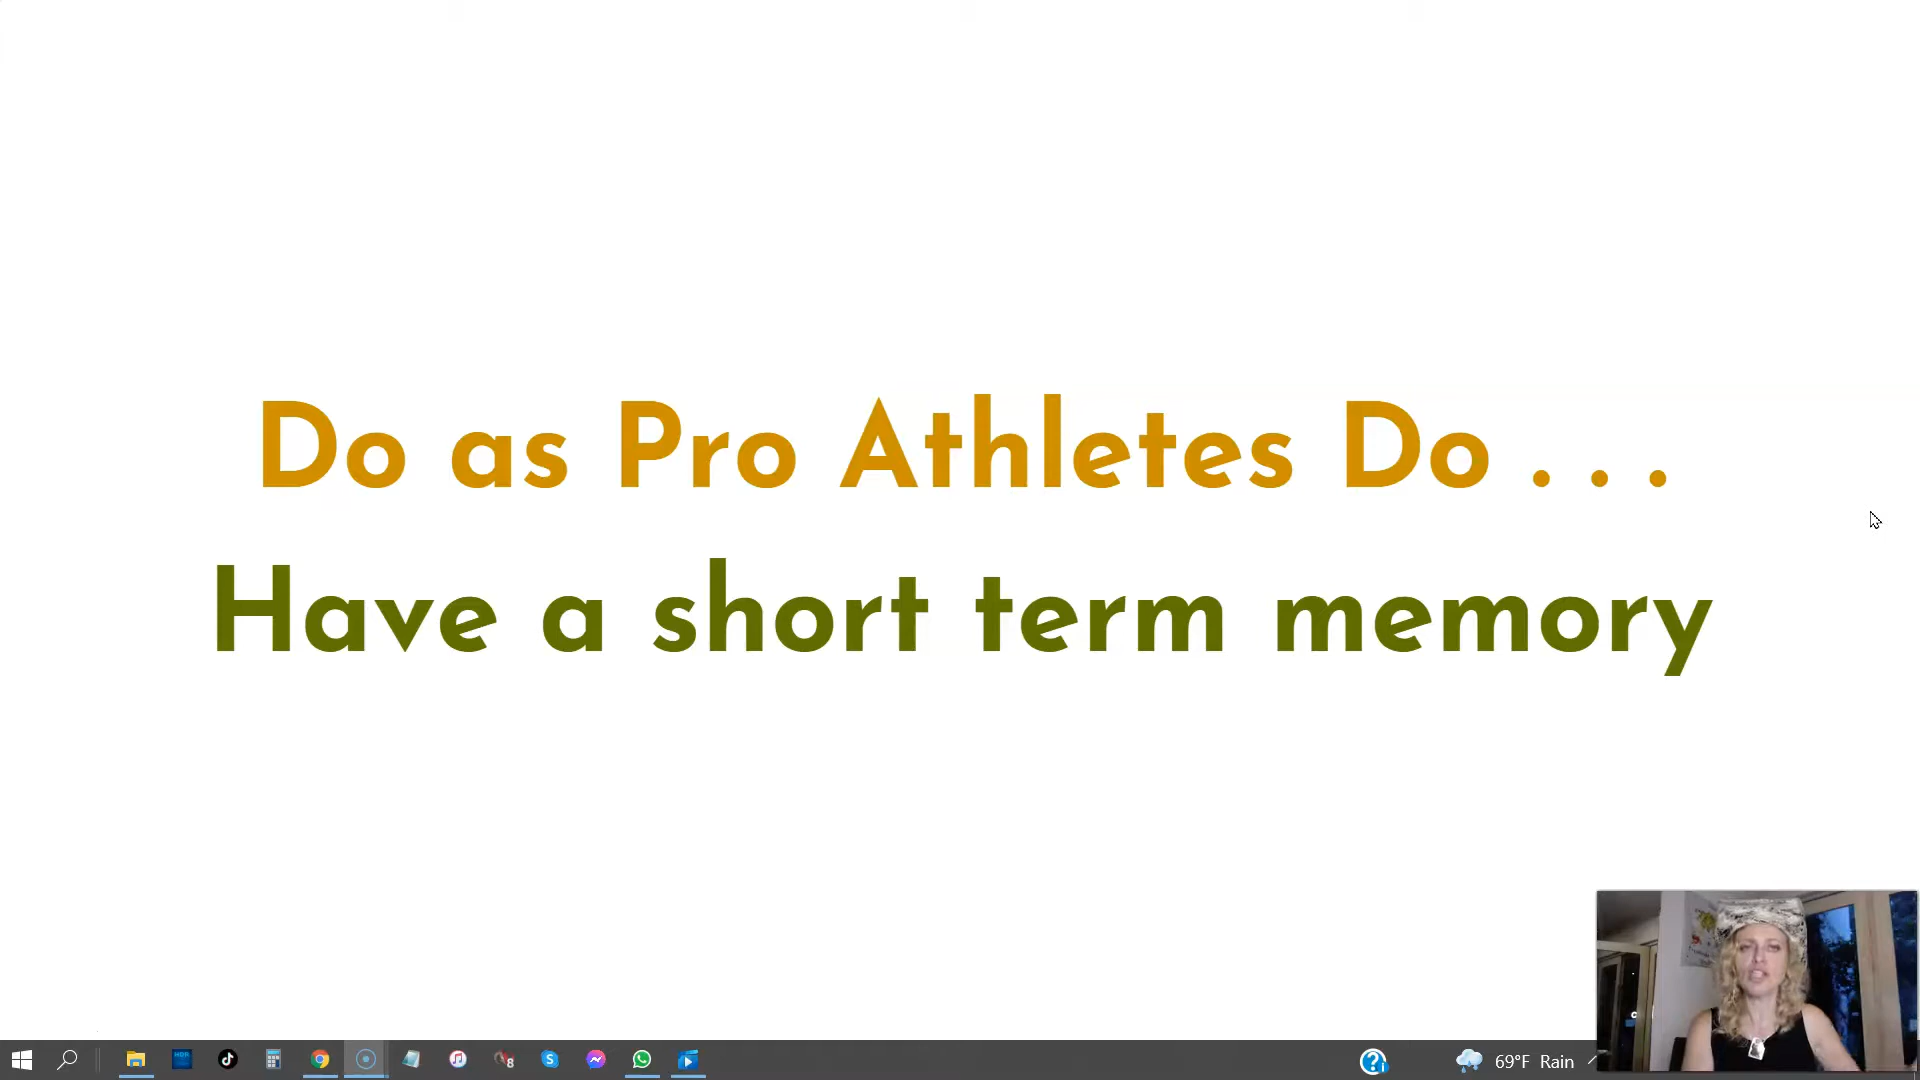 Do as Pro Athletes Do . . .
Have a short term memory
69°F Rain